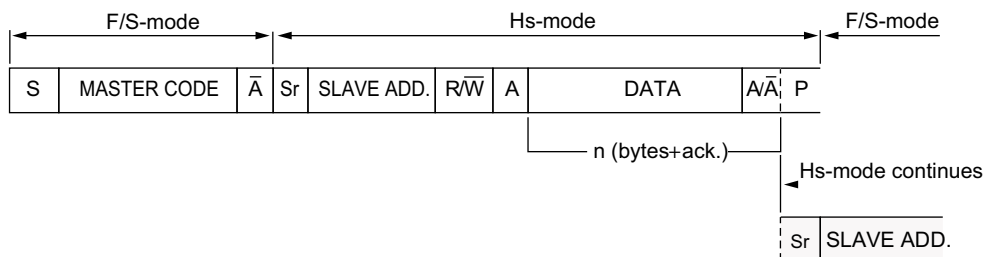 F/S-mode Hs-mode F/S-mode
S MASTER CODE A̅ Sr SLAVE ADD. R/W̅ A DATA A/A̅ P
n (bytes+ack.)
Hs-mode continues
Sr SLAVE ADD.